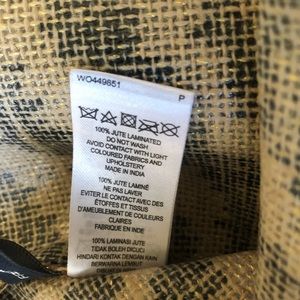 WO449651
P
100% JUTE LAMINATED
DO NOT WASH
AVOID CONTACT WITH LIGHT
COLOURED FABRICS AND
UPHOLSTERY.
MADE IN INDIA
100% JUTE LAMINÉ
NE PAS LAVER
EVITER LE CONTACT AVEC DES
ÉTOFFES ET TISSUS
D'AMEUBLEMENT DE COULEURS
CLAIRES
FABRIQUÉ EN INDE
100% LAMINASI JUTE
TIDAK BOLEH DICUCI
HINDARI KONTAK DENGAN KAIN
BERWARNA LEMBUT